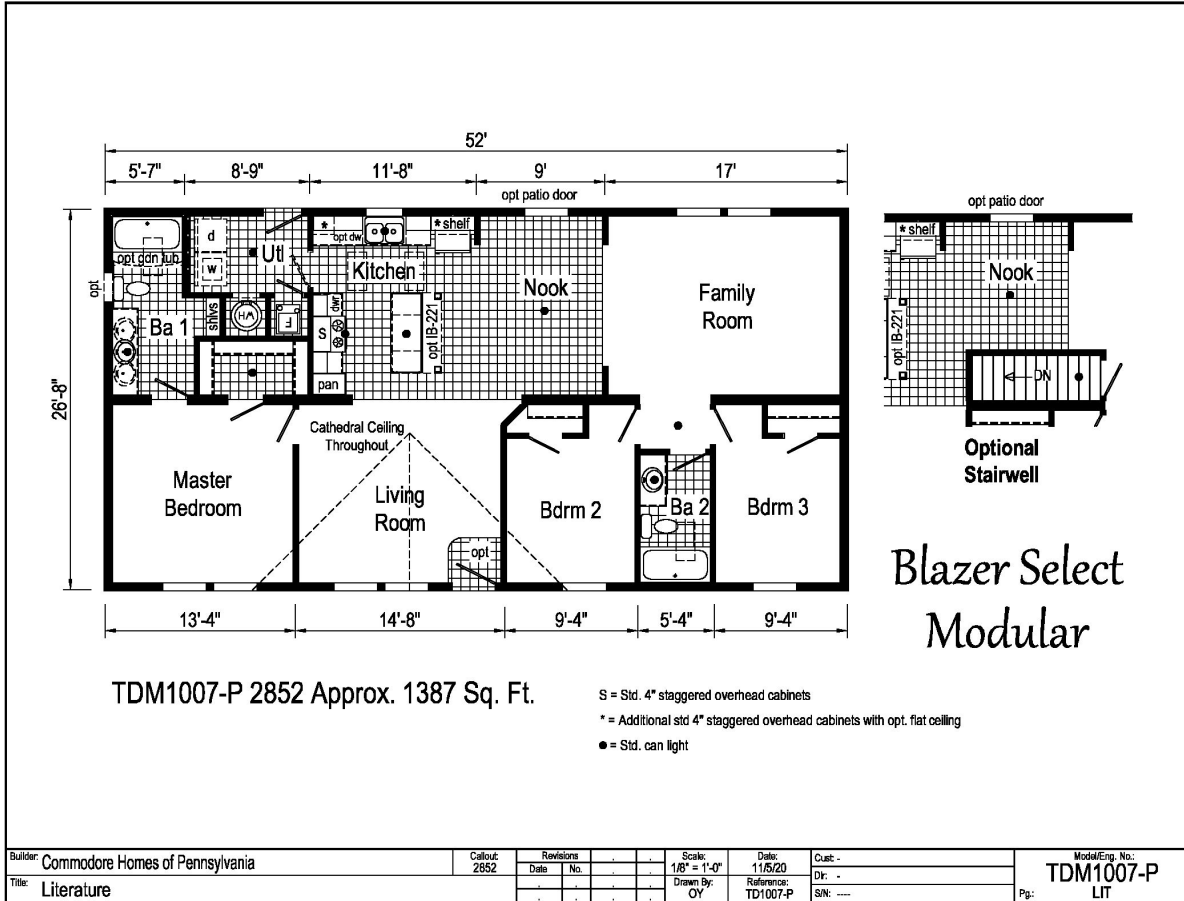 52'
5'-7"
8'-9"
11'-8"
9'
17'
opt patio door
26'-8"
d
w
opt gdn tub
Utl
* 
opt dw
* shelf
Kitchen
Nook
Family
Room
opt
Ba 1
shlvs
HW
F
S
dwr
pan
opt IB-221
Cathedral Ceiling
Throughout
Master
Bedroom
Living
Room
opt
Bdrm 2
Ba 2
Bdrm 3
13'-4"
14'-8"
9'-4"
5'-4"
9'-4"
opt patio door
* shelf
Nook
opt IB-221
DN
Optional
Stairwell
Blazer Select
Modular
TDM1007-P 2852 Approx. 1387 Sq. Ft.
S = Std. 4" staggered overhead cabinets
* = Additional std 4" staggered overhead cabinets with opt. flat ceiling
● = Std. can light
Builder: Commodore Homes of Pennsylvania
Title: Literature
Callout:
2852
Revisions
Date No.
Scale:
1/8" = 1'-0"
Drawn By:
OY
Date:
11/5/20
Reference:
TD1007-P
Cust: -
Dir: -
S/N: ----
Model/Eng. No.:
TDM1007-P
Pg.: LIT